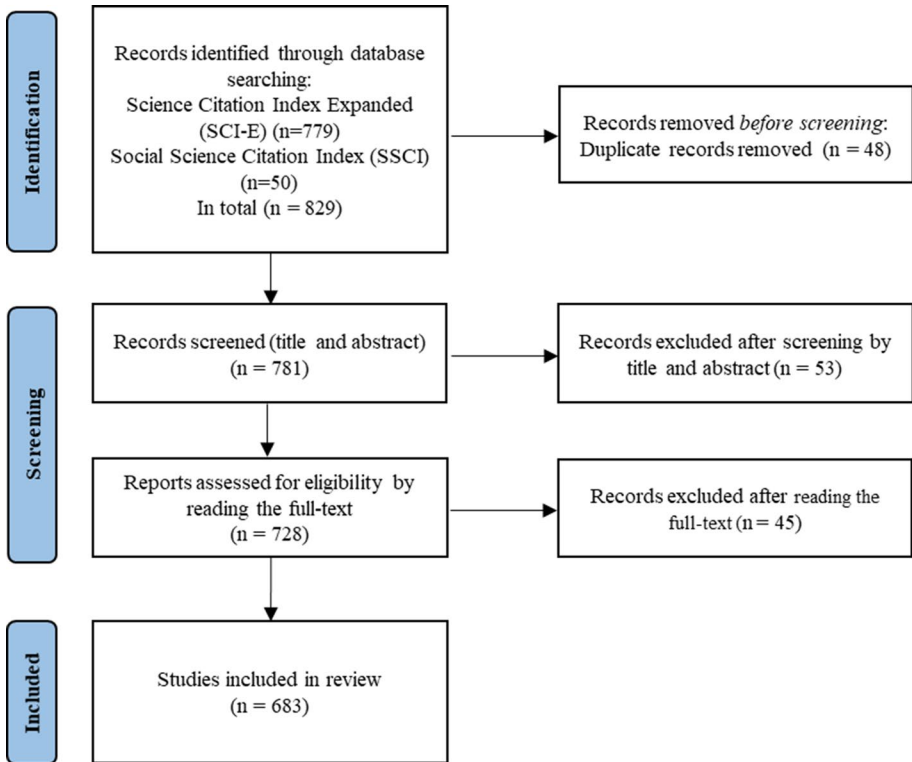 Identification
Records identified through database
searching:
Science Citation Index Expanded
(SCI-E) (n=779)
Social Science Citation Index (SSCI)
(n=50)
In total (n = 829)
Records removed before screening:
Duplicate records removed (n = 48)
Screening
Records screened (title and abstract)
(n = 781)
Records excluded after screening by
title and abstract (n = 53)
Reports assessed for eligibility by
reading the full-text
(n = 728)
Records excluded after reading the
full-text (n = 45)
Included
Studies included in review
(n = 683)